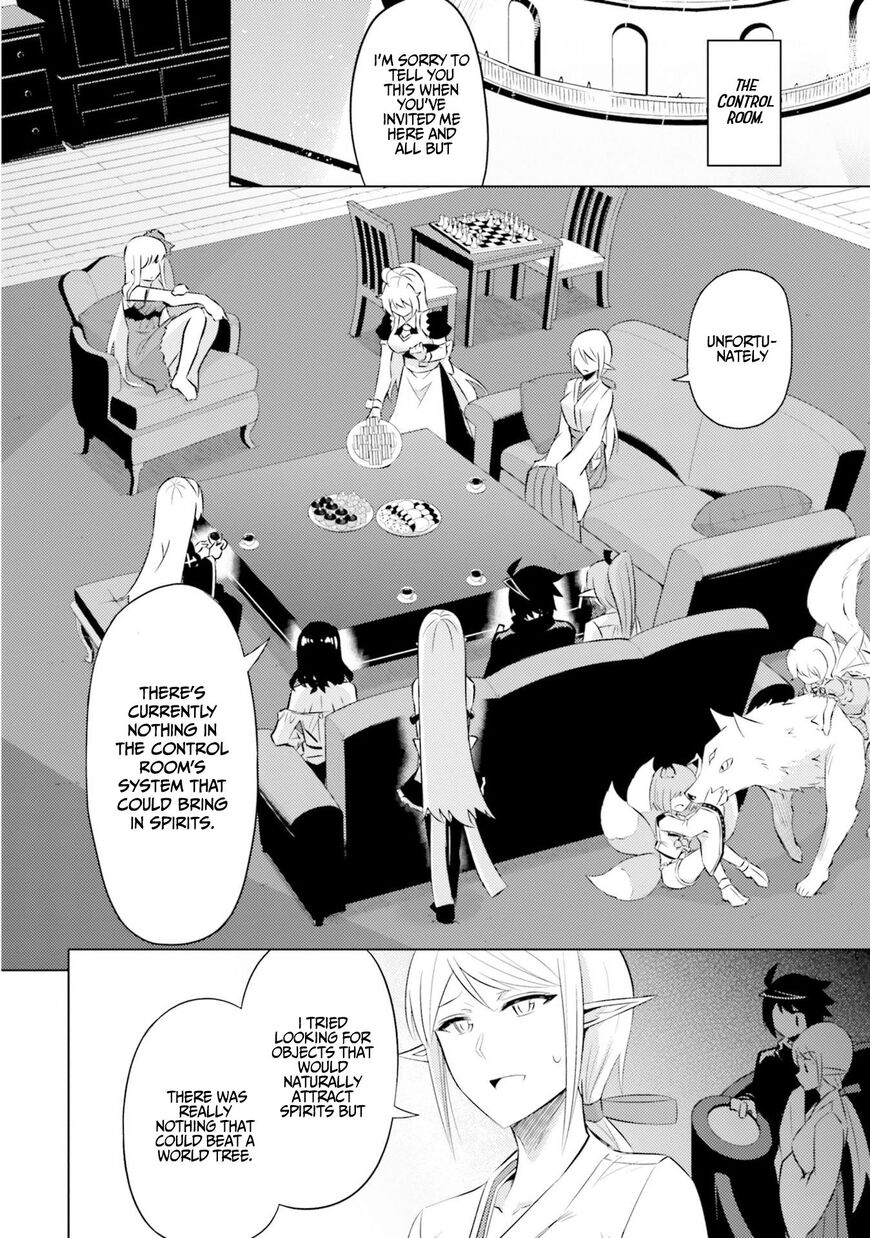 THE
CONTROL
ROOM.
I'M SORRY TO
TELL YOU
THIS WHEN
YOU'VE
INVITED ME
HERE AND
ALL BUT
UNFORTU-
NATELY
THERE'S
CURRENTLY
NOTHING IN
THE CONTROL
ROOM'S
SYSTEM THAT
COULD BRING
IN SPIRITS.
I TRIED
LOOKING FOR
OBJECTS THAT
WOULD
NATURALLY
ATTRACT
SPIRITS BUT
THERE WAS
REALLY
NOTHING THAT
COULD BEAT A
WORLD TREE.